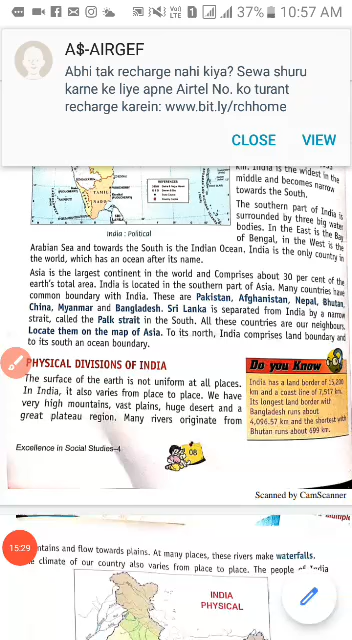 Vo) LTE 1 37% 10:57 AM
A$-AIRGEF
Abhi tak recharge nahi kiya? Sewa shuru
karne ke liye apne Airtel No. ko turant
recharge karein: www.bit.ly/rchhome
CLOSE VIEW
km. India is the widest in the
middle and becomes narrow
towards the South.
The southern part of India is
surrounded by three big water
bodies. In the East is the Bay
of Bengal, in the West is the
REFERENCES
TAMIL
India : Political
Arabian Sea and towards the South is the Indian Ocean. India is the only country in
the world, which has an ocean after its name.
Asia is the largest continent in the world and Comprises about 30 per cent of the
earth's total area. India is located in the southern part of Asia. Many countries have
common boundary with India. These are Pakistan, Afghanistan, Nepal, Bhutan,
China, Myanmar and Bangladesh. Sri Lanka is separated from India by a narrow
strait, called the Palk strait in the South. All these countries are our neighbours.
Locate them on the map of Asia. To its north, India comprises land boundary and
to its south an ocean boundary.
PHYSICAL DIVISIONS OF INDIA
The surface of the earth is not uniform at all places.
In India, it also varies from place to place. We have
very high mountains, vast plains, huge desert and a
great plateau region. Many rivers originate from
Do you Know
India has a land border of 15,200
km and a coast line of 7,517 km.
Its longest land border with
Bangladesh runs about
4,096.57 km and the shortest with
Bhutan runs about 699 km.
Excellence in Social Studies-4
08
Scanned by CamScanner
multiple
15:29
ntains and flow towards plains. At many places, these rivers make waterfalls.
climate of our country also varies from place to place. The people of India
INDIA
PHYSICAL